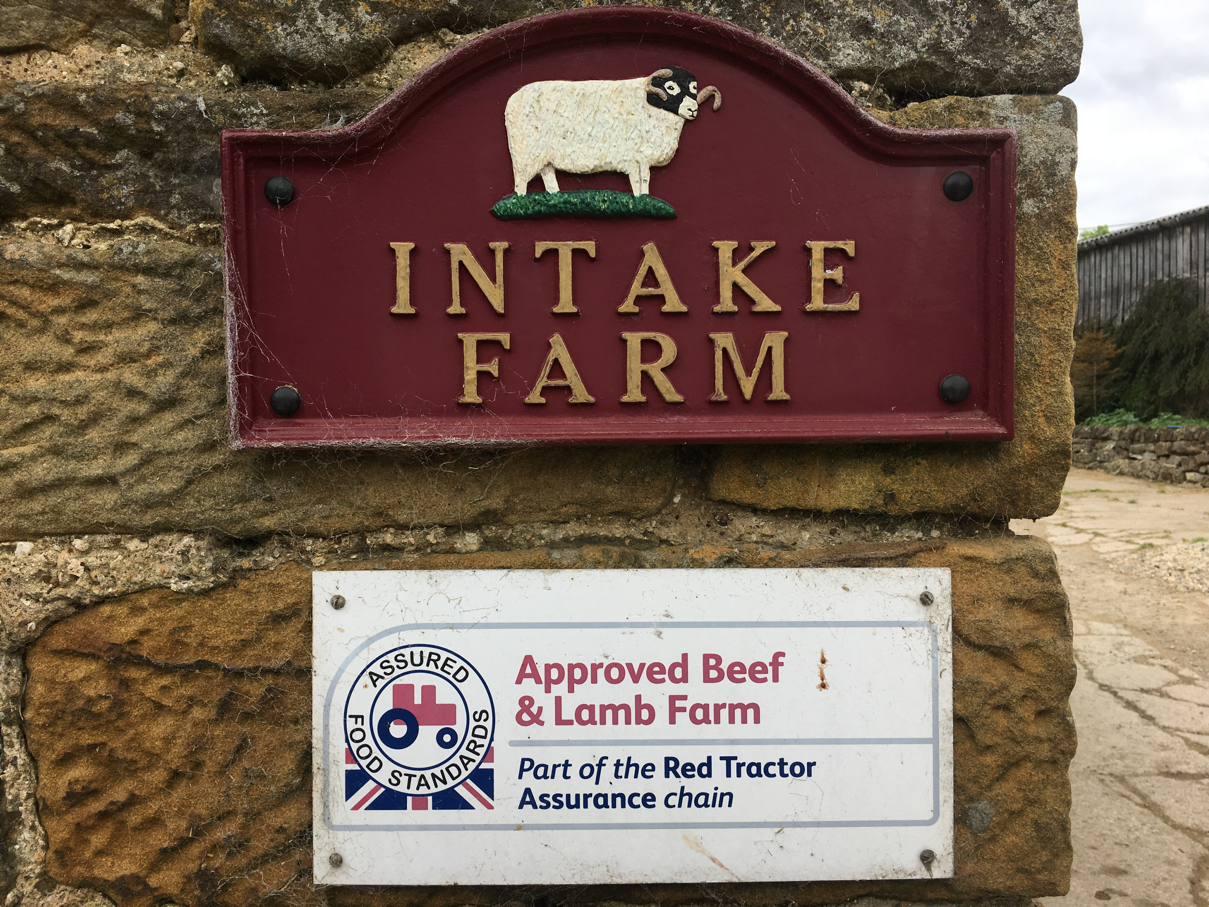 INTAKE
FARM
ASSURED
FOOD STANDARDS
Approved Beef
& Lamb Farm
Part of the Red Tractor
Assurance chain